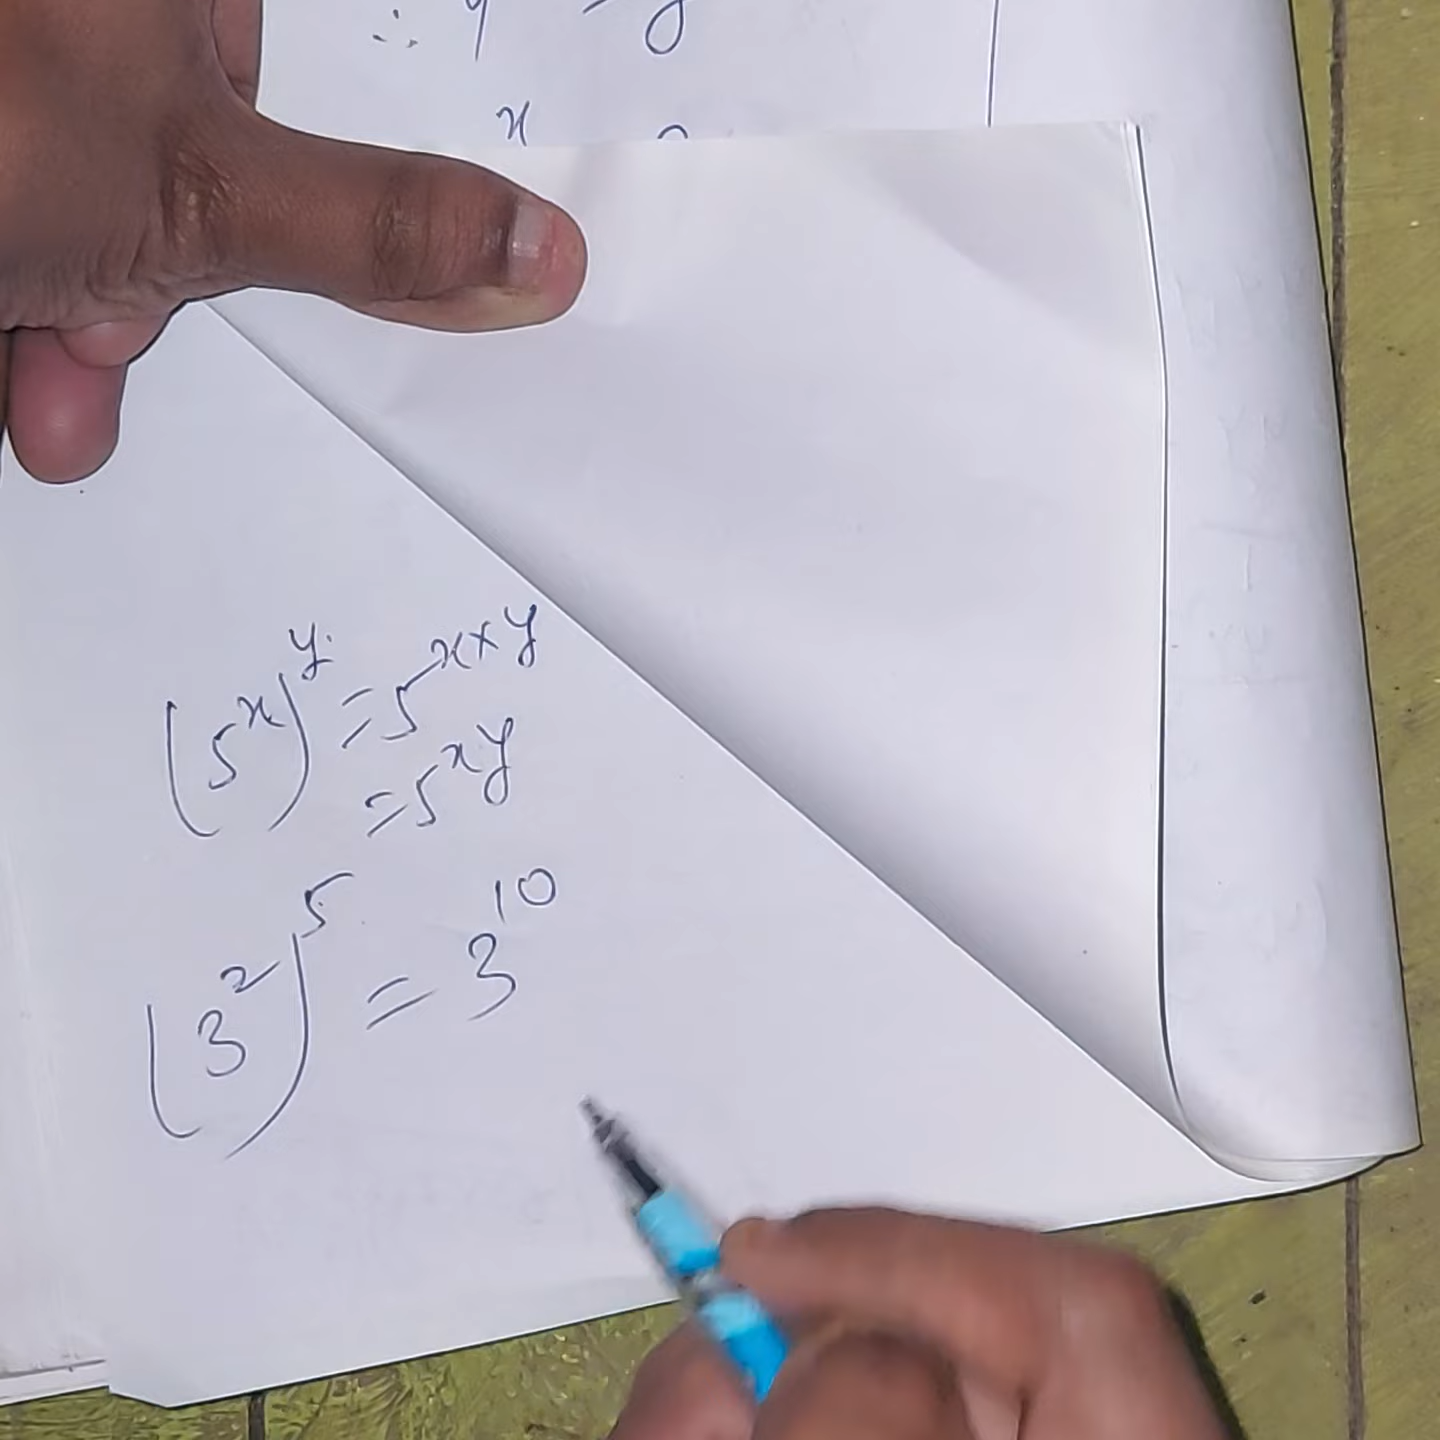 (5^x)^y = 5^{x×y}
= 5^{xy}
(3^2)^5 = 3^{10}